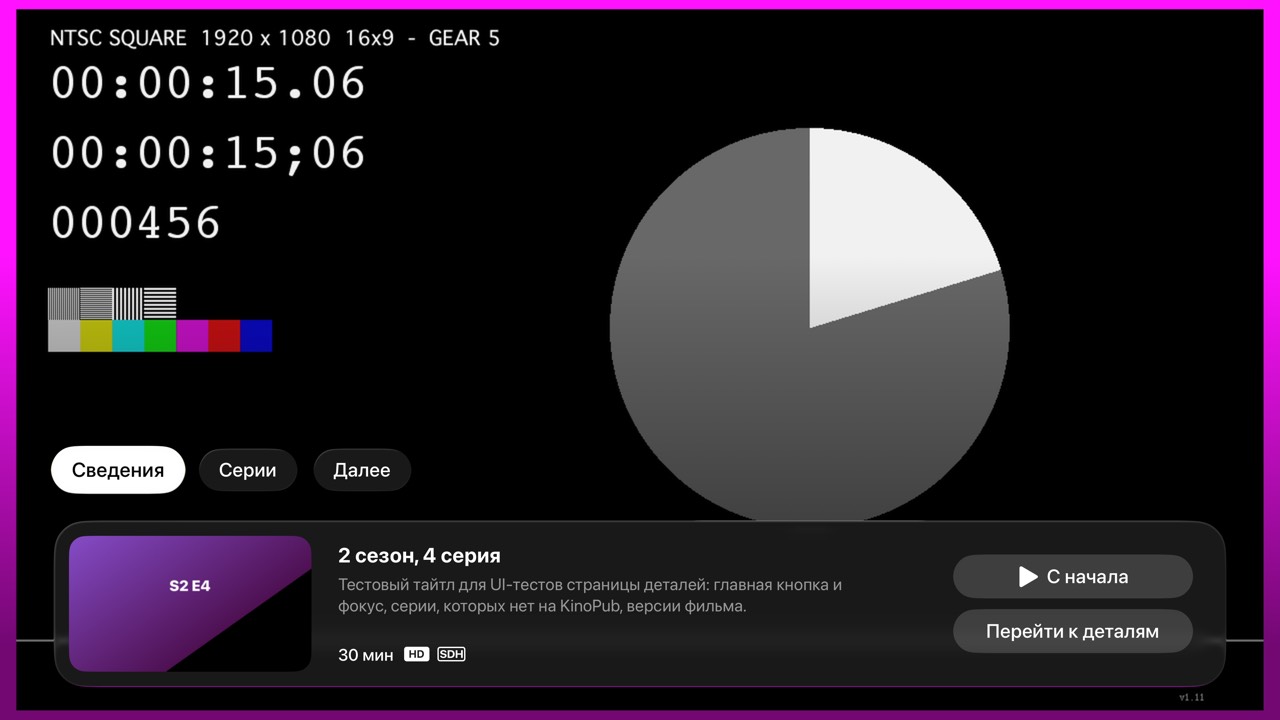 NTSC SQUARE 1920 x 1080 16x9 - GEAR 5
00:00:15.06
00:00:15;06
000456
Сведения
Серии
Далее
S2 E4
2 сезон, 4 серия
Тестовый тайтл для UI-тестов страницы деталей: главная кнопка и
фокус, серии, которых нет на KinoPub, версии фильма.
30 мин HD SDH
С начала
Перейти к деталям
v1.11